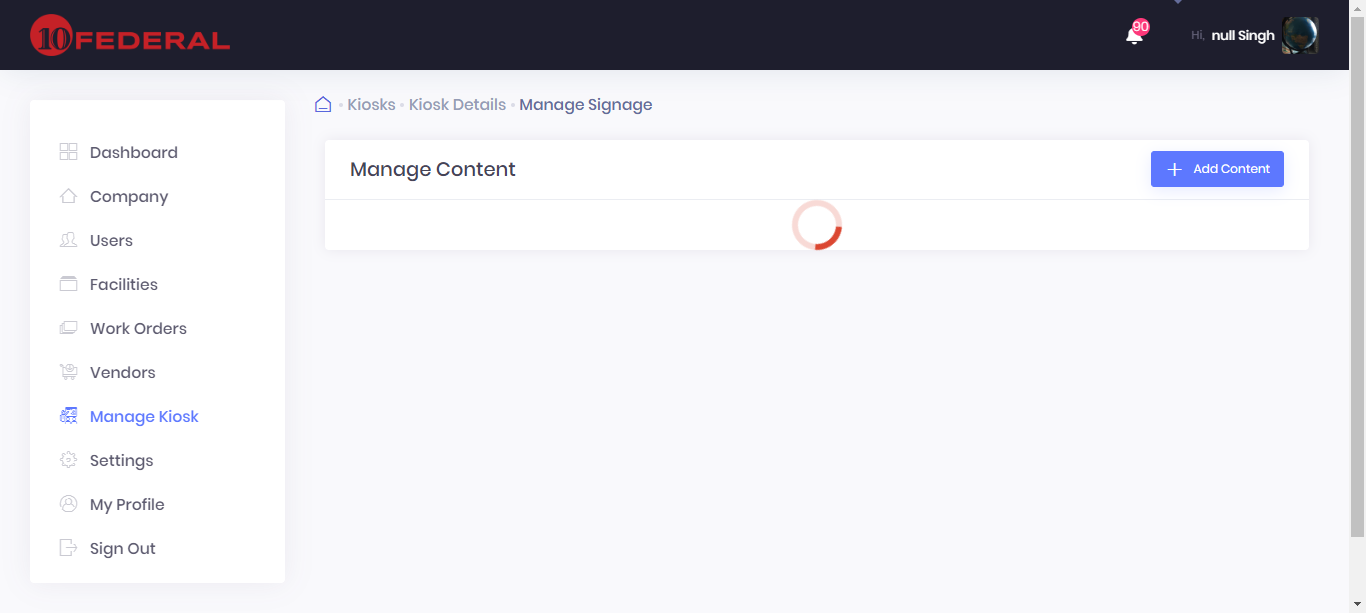 10FEDERAL
90
Hi, null Singh
Kiosks • Kiosk Details • Manage Signage
Dashboard
Company
Users
Facilities
Work Orders
Vendors
Manage Kiosk
Settings
My Profile
Sign Out
Manage Content
Add Content